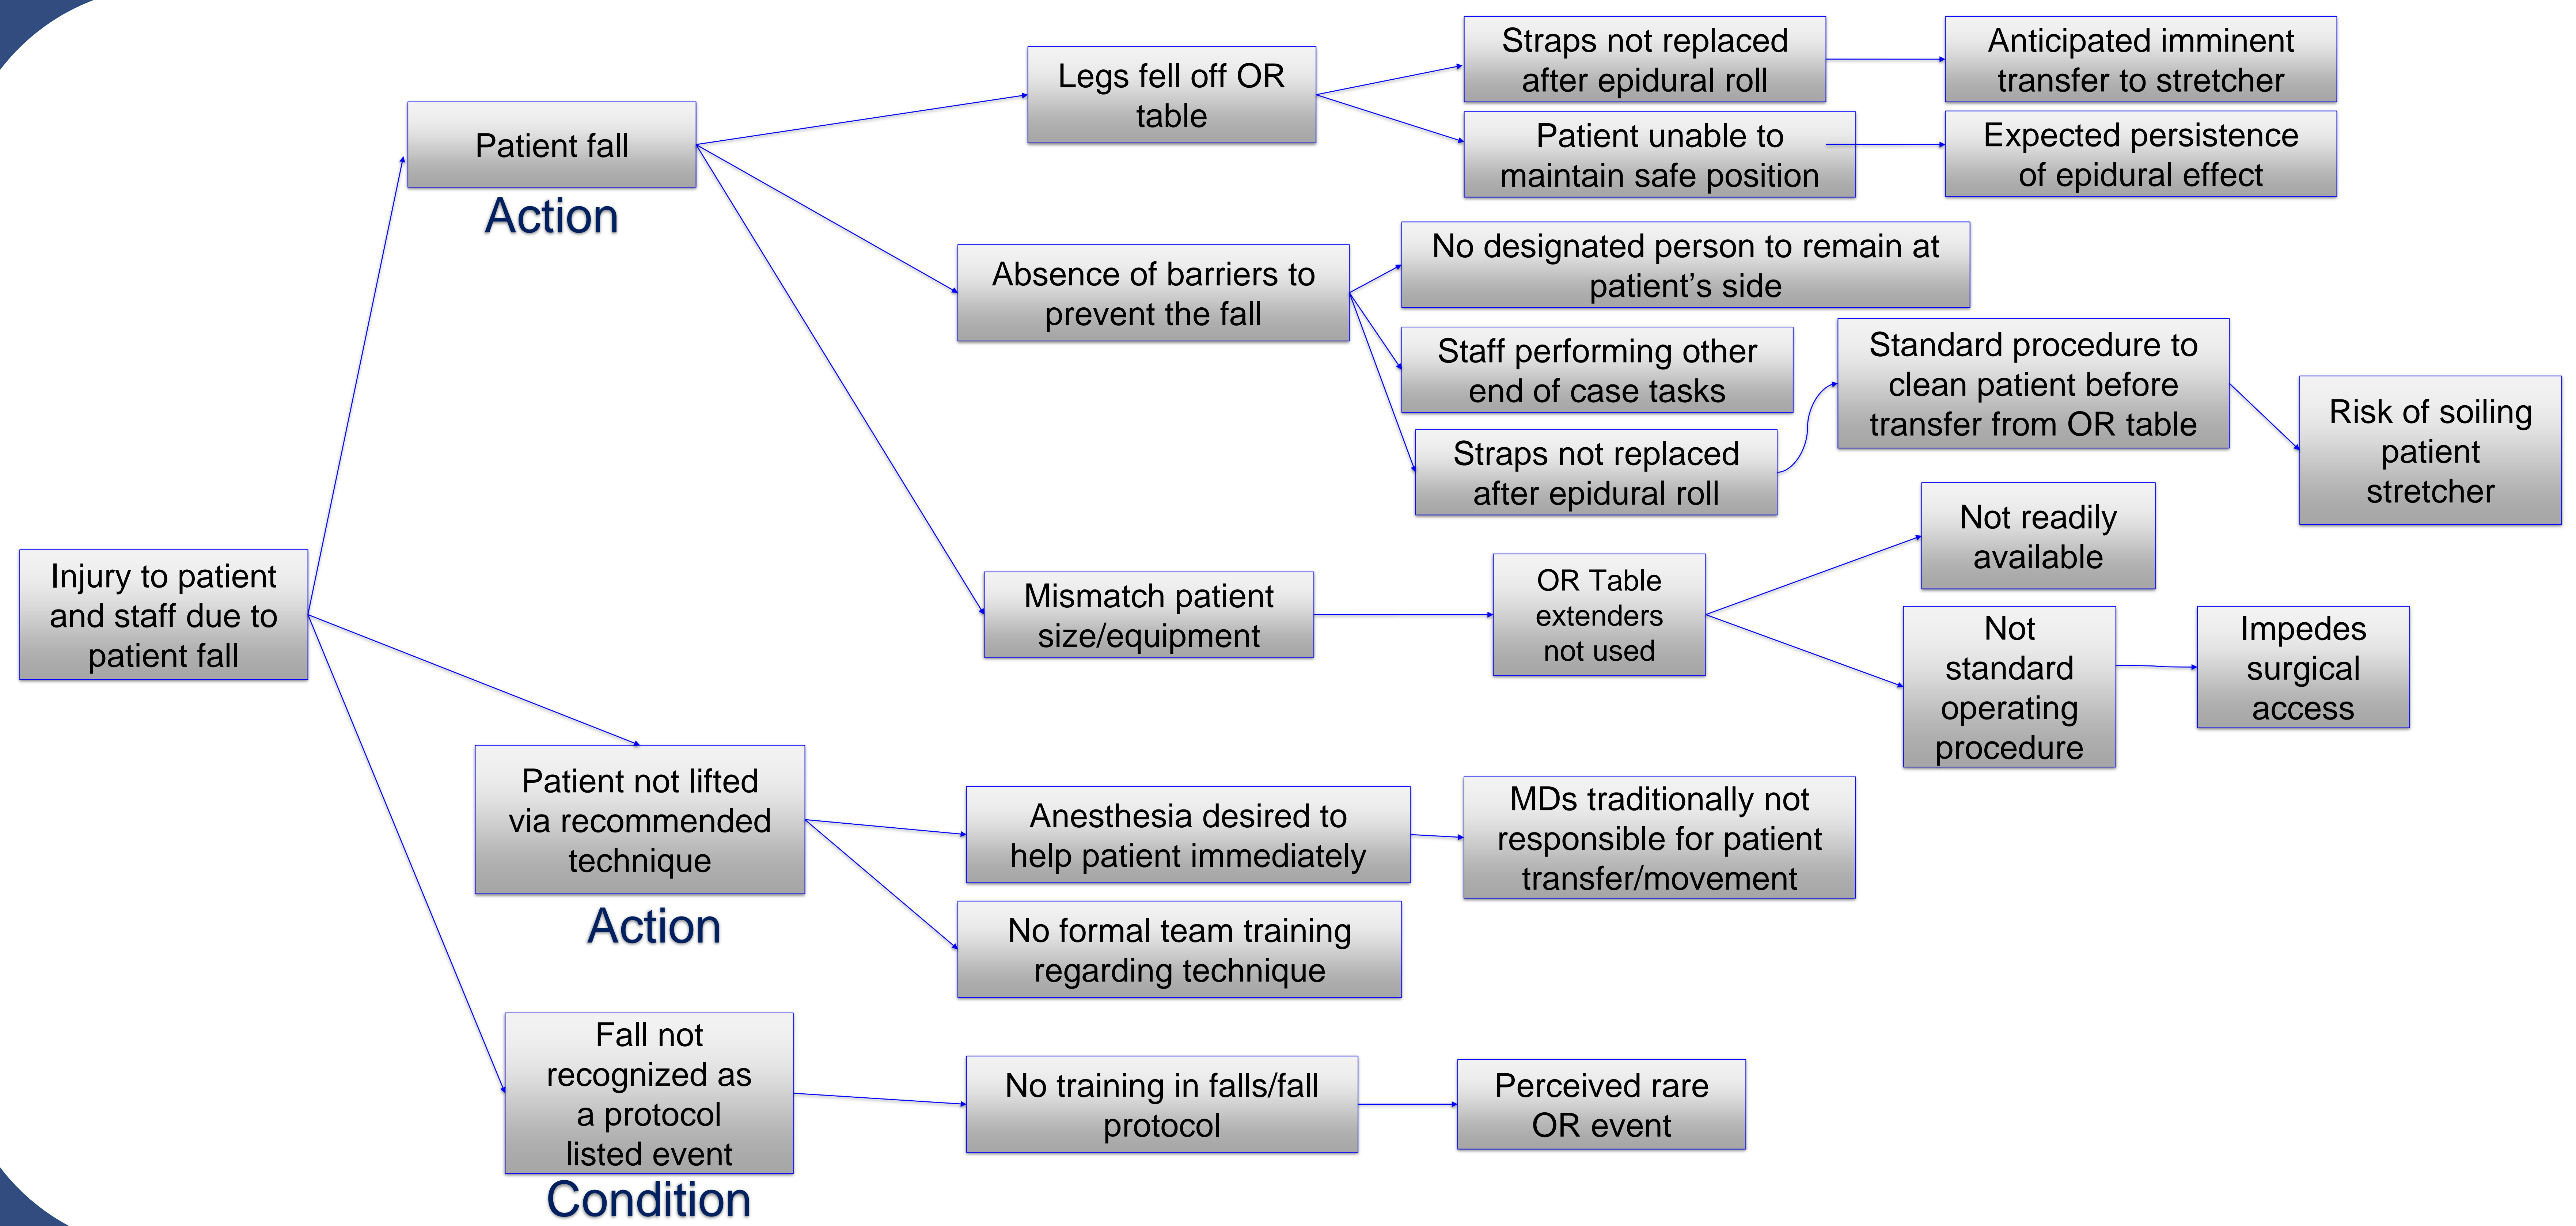 Straps not replaced
after epidural roll
Anticipated imminent
transfer to stretcher
Legs fell off OR
table
Patient fall
Action
Patient unable to
maintain safe position
Expected persistence
of epidural effect
Absence of barriers to
prevent the fall
No designated person to remain at
patient’s side
Staff performing other
end of case tasks
Standard procedure to
clean patient before
transfer from OR table
Risk of soiling
patient
stretcher
Straps not replaced
after epidural roll
Injury to patient
and staff due to
patient fall
Mismatch patient
size/equipment
OR Table
extenders
not used
Not readily
available
Not
standard
operating
procedure
Impedes
surgical
access
Patient not lifted
via recommended
technique
Action
Anesthesia desired to
help patient immediately
MDs traditionally not
responsible for patient
transfer/movement
No formal team training
regarding technique
Fall not
recognized as
a protocol
listed event
Condition
No training in falls/fall
protocol
Perceived rare
OR event